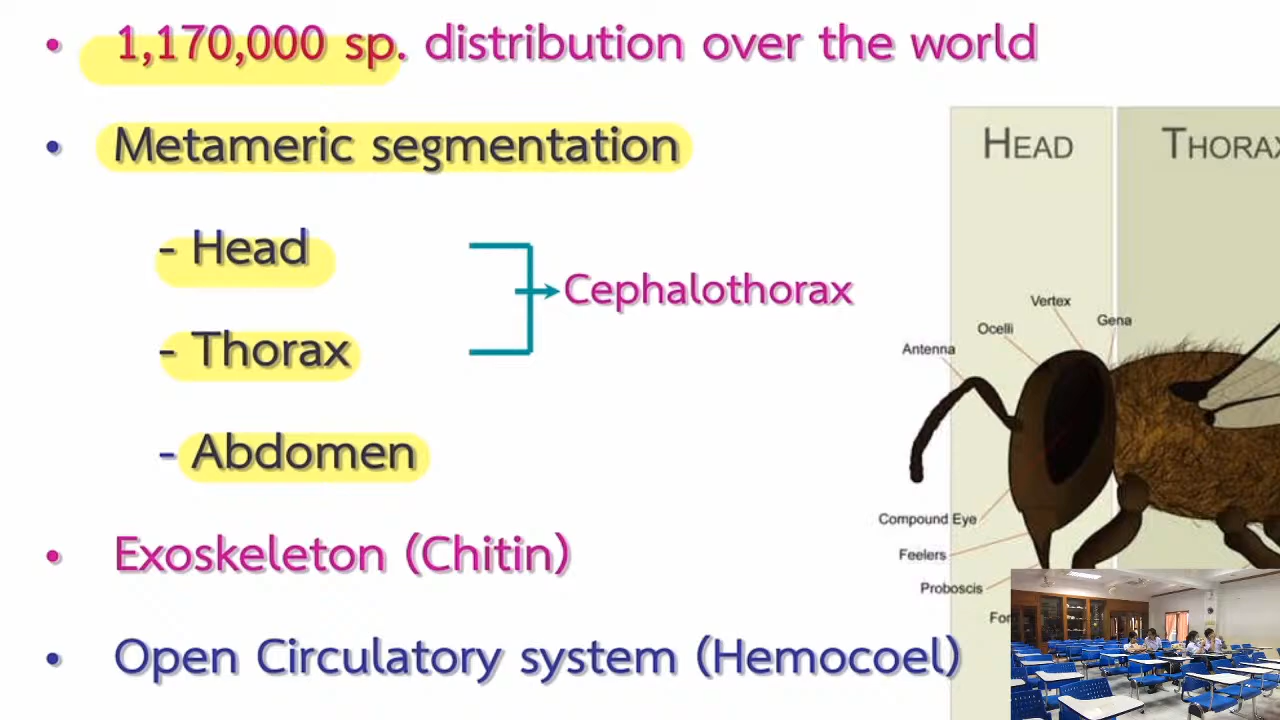 • 1,170,000 sp. distribution over the world
• Metameric segmentation
- Head
- Thorax
- Abdomen
Cephalothorax
• Exoskeleton (Chitin)
• Open Circulatory system (Hemocoel)
HEAD
Vertex
Gena
Ocelli
Antenna
Compound Eye
Feelers
Proboscis